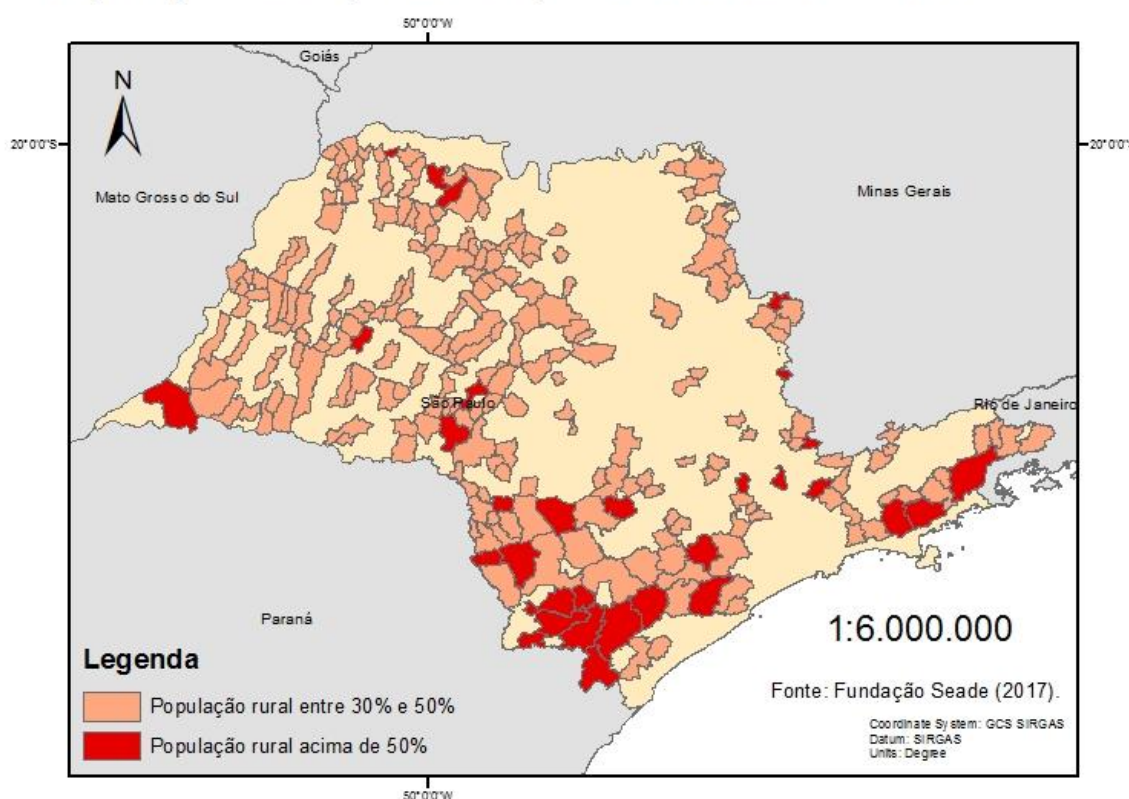 50°0'0"W
Goiás
N
20°0'0"S
20°0'0"S
Mato Grosso do Sul
Minas Gerais
São Paulo
Rio de Janeiro
Paraná
1:6.000.000
Legenda
População rural entre 30% e 50%
População rural acima de 50%
Fonte: Fundação Seade (2017).
Coordinate System: GCS SIRGAS
Datum: SIRGAS
Units: Degree
50°0'0"W